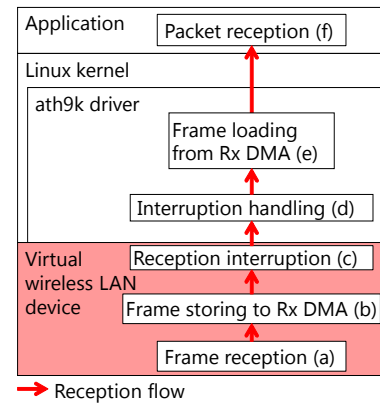 Application
Packet reception (f)
Linux kernel
ath9k driver
Frame loading
from Rx DMA (e)
Interruption handling (d)
Virtual
wireless LAN
device
Reception interruption (c)
Frame storing to Rx DMA (b)
Frame reception (a)
Reception flow